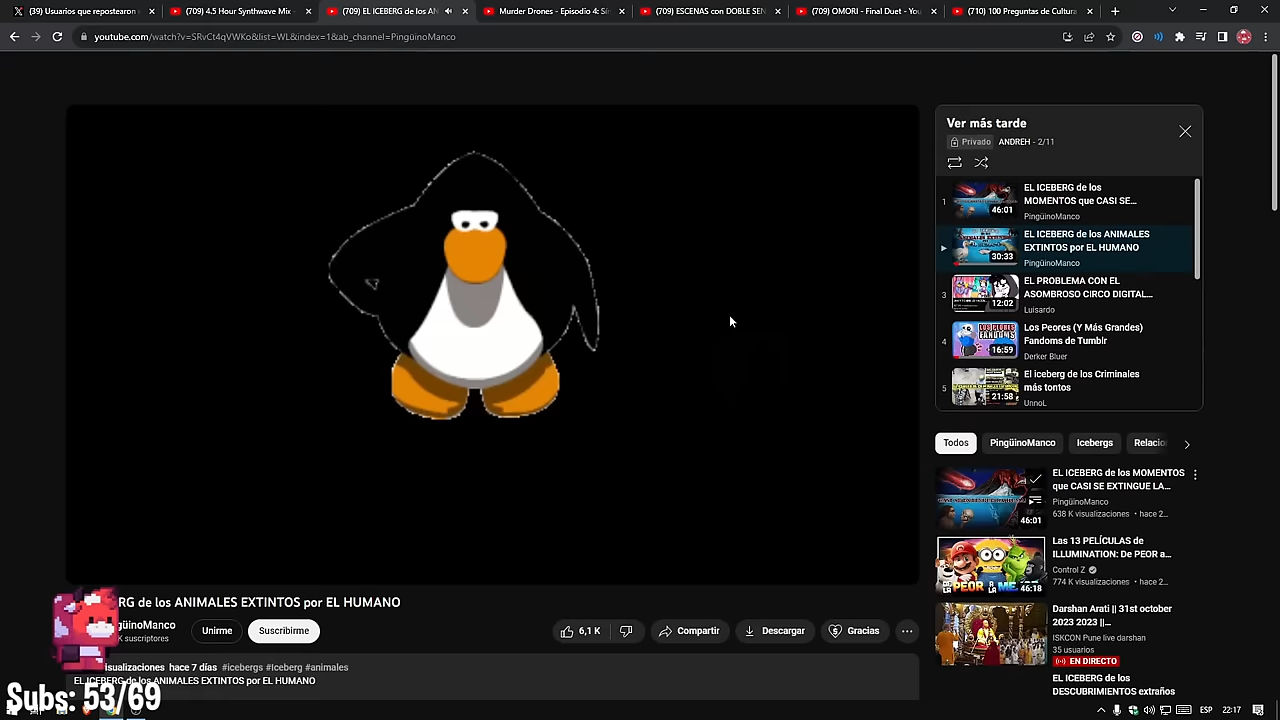 (39) Usuarios que repostearon
(709) 4.5 Hour Synthwave Mix -
(709) EL ICEBERG de los AN
Murder Drones - Episodio 4: S
(709) ESCENAS con DOBLE SEN
(709) OMORI - Final Duet - You
(710) 100 Preguntas de Cultura
youtube.com/watch?v=SRvCt4qVWKo&list=WL&index=1&ab_channel=PingüinoManco
Ver más tarde
Privado ANDREH - 2/11
1
EL ICEBERG de los
MOMENTOS que CASI SE...
PingüinoManco
46:01
EL ICEBERG de los ANIMALES
EXTINTOS por EL HUMANO
PingüinoManco
30:33
3
EL PROBLEMA CON EL
ASOMBROSO CIRCO DIGITAL...
Luisardo
12:02
4
Los Peores (Y Más Grandes)
Fandoms de Tumblr
Derker Bluer
LOS PEORES
FANDOMS
16:59
5
El iceberg de los Criminales
más tontos
UnnoL
21:58
Todos
PingüinoManco
Icebergs
Relacio
EL ICEBERG de los MOMENTOS
que CASI SE EXTINGUE LA...
PingüinoManco
638 K visualizaciones • hace 2...
46:01
Las 13 PELÍCULAS de
ILLUMINATION: De PEOR a...
Control Z
774 K visualizaciones • hace 2...
PEOR
46:18
Darshan Arati || 31st october
2023 2023 ||...
ISKCON Pune live darshan
35 usuarios
EN DIRECTO
EL ICEBERG de los
DESCUBRIMIENTOS extraños
RG de los ANIMALES EXTINTOS por EL HUMANO
güinoManco
K suscriptores
Unirme
Suscribirme
6,1 K
Compartir
Descargar
Gracias
isualizaciones hace 7 días #icebergs #Iceberg #animales
EL ICEBERG de los ANIMALES EXTINTOS por EL HUMANO
Subs: 53/69
ESP
22:17